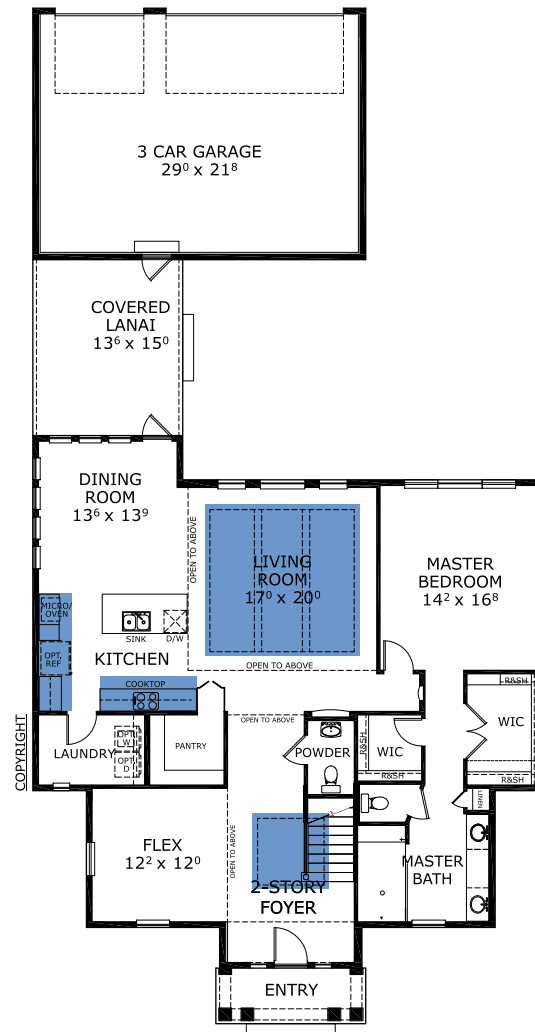 3 CAR GARAGE
29⁰ x 21⁸
COVERED
LANAI
13⁶ x 15⁰
DINING
ROOM
13⁶ x 13⁹
OPEN TO ABOVE
LIVING
ROOM
17⁰ x 20⁰
MASTER
BEDROOM
14² x 16⁸
MICRO/
OVEN
SINK
D/W
OPT.
REF
KITCHEN
OPEN TO ABOVE
COOKTOP
R&SH
COPYRIGHT
OPEN TO ABOVE
LAUNDRY
OPT
W
OPT
D
PANTRY
POWDER
R&SH
WIC
R&SH
WIC
R&SH
LINEN
OPEN TO ABOVE
FLEX
12² x 12⁰
2-STORY
FOYER
MASTER
BATH
ENTRY